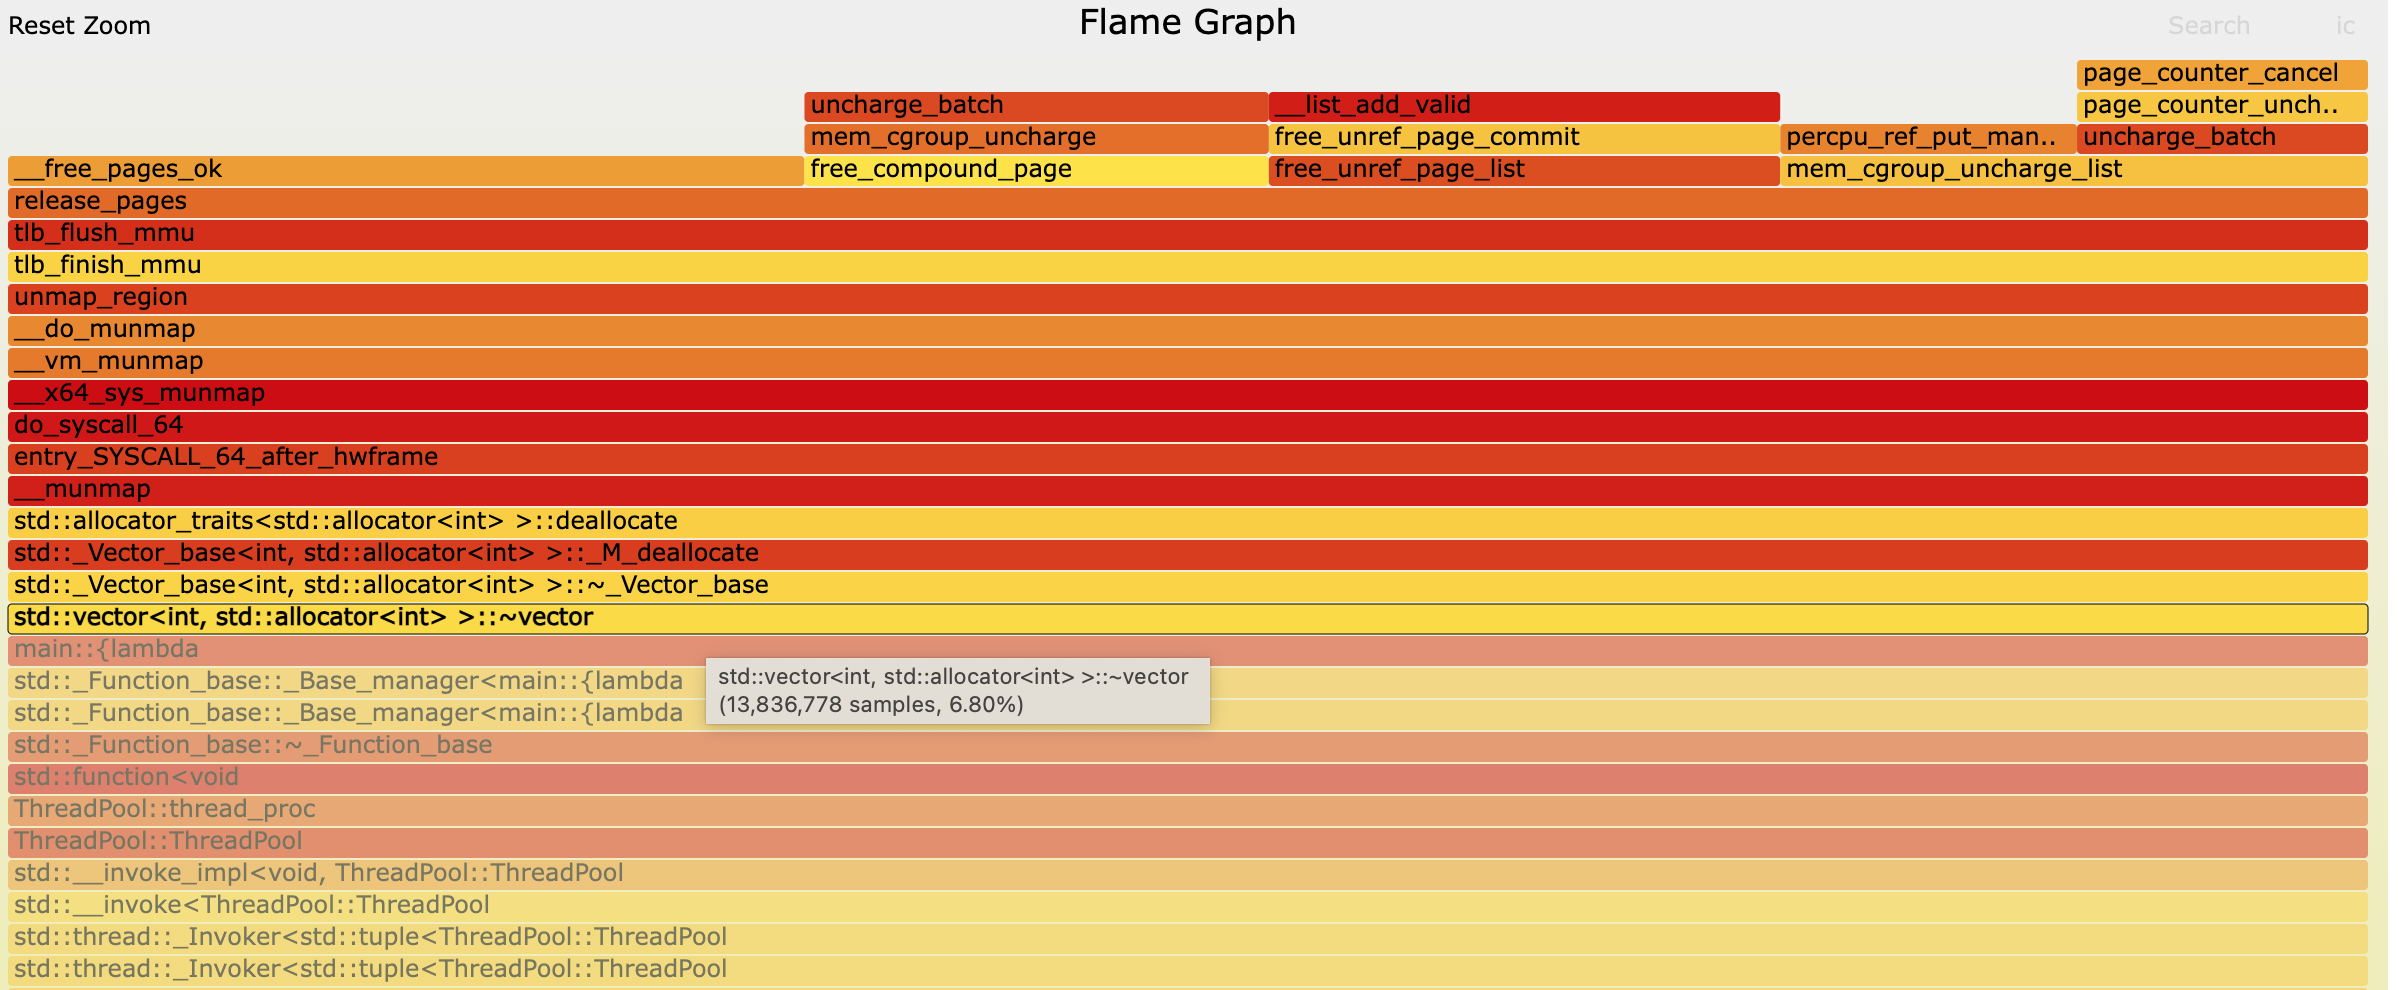 Reset Zoom
Flame Graph
Search
ic
page_counter_cancel
uncharge_batch
__list_add_valid
page_counter_unch..
mem_cgroup_uncharge
free_unref_page_commit
percpu_ref_put_man..
uncharge_batch
__free_pages_ok
free_compound_page
free_unref_page_list
mem_cgroup_uncharge_list
release_pages
tlb_flush_mmu
tlb_finish_mmu
unmap_region
__do_munmap
__vm_munmap
__x64_sys_munmap
do_syscall_64
entry_SYSCALL_64_after_hwframe
__munmap
std::allocator_traits<std::allocator<int> >::deallocate
std::_Vector_base<int, std::allocator<int> >::_M_deallocate
std::_Vector_base<int, std::allocator<int> >::~_Vector_base
std::vector<int, std::allocator<int> >::~vector
main::{lambda
std::_Function_base::_Base_manager<main::{lambda
std::vector<int, std::allocator<int> >::~vector
(13,836,778 samples, 6.80%)
std::_Function_base::_Base_manager<main::{lambda
std::_Function_base::~_Function_base
std::function<void
ThreadPool::thread_proc
ThreadPool::ThreadPool
std::__invoke_impl<void, ThreadPool::ThreadPool
std::__invoke<ThreadPool::ThreadPool
std::thread::_Invoker<std::tuple<ThreadPool::ThreadPool
std::thread::_Invoker<std::tuple<ThreadPool::ThreadPool